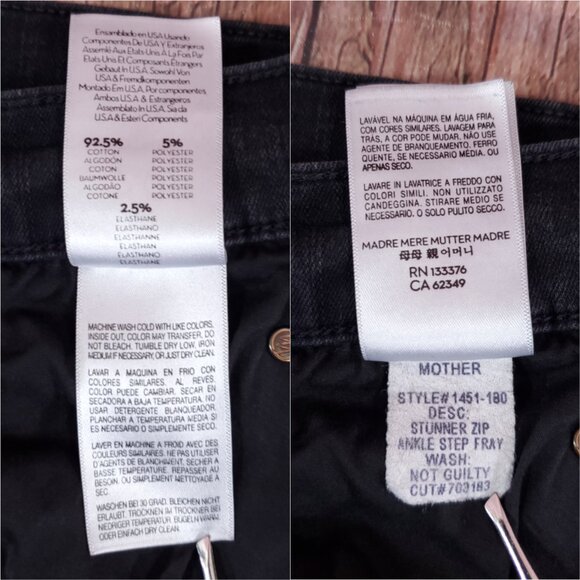 Ensamblado en USA Usando
Componentes De USA Y Extranjeros
Assemlé Aux Etats Unis À La Fois Par
Etats Unis Et Composants Étrangers
Gebaut In U.S.A. Sowohl Von
USA & Fremdkomponenten
Montado Em U.S.A. Por componentes
Ambos U.S.A & Estrangeiros
Assemblato In U.S.A. Sia da
U.S.A & Esteri Componenti
92.5% 5%
COTTON POLYESTER
ALGODÓN POLYESTER
COTON POLYESTER
BAUMWOLLE POLYESTER
ALGODÃO POLYESTER
COTONE POLYESTER
2.5%
ELASTHANE
ELASTHANE
ELASTHANNE
ELASTHAN
ELASTANO
ELASTANO
MACHINE WASH COLD WITH LIKE COLORS,
INSIDE OUT, COLOR MAY TRANSFER, DO
NOT BLEACH. TUMBLE DRY LOW. IRON
MEDIUM IF NECESSARY, OR JUST DRY CLEAN.
LAVAR A MAQUINA EN FRIO CON
COLORES SIMILARES. AL REVÉS,
COLOR PUEDE CAMBIAR. SECAR EN
SECADORA A BAJA TEMPERATURA. NO
USAR DETERGENTE BLANQUEADOR.
PLANCHAR A TEMPERATURA MEDIA SI
ES NECESARIO O SIMPLEMENTE SECO.
LAVER EN MACHINE A FROID AVEC DES
COULEURS SIMILAIRES. NE PAS UTILISER
D'AGENTS DE BLANCHIMENT, SECHER A
BASSE TEMPERATURE. REPASSER AU
BESOIN, OU SIMPLEMENT NETTOYAGE A
SEC.
WASCHEN BEI 30 GRAD. BLEICHEN NICHT
ERLAUBT. TROCKNEN IM TROCKNER BEI
NIEDRIGER TEMPERATUR. BUGELN WARM
ODER EINFACH DRY CLEAN.
LAVÁVEL NA MÁQUINA EM ÁGUA FRIA,
COM CORES SIMILARES. LAVAGEM PARA
TRÁS, A COR PODE MUDAR. NÃO USE
AGENTE DE BRANQUEAMENTO. FERRO
QUENTE, SE NECESSÁRIO MÉDIA. OU
APENAS SECO.
LAVARE IN LAVATRICE A FREDDO CON
COLORI SIMILI. NON UTILIZZATO
CANDEGGINA. STIRARE MEDIO SE
NECESSARIO. O SOLO PULITO SECCO.
MADRE MERE MUTTER MADRE
母母 親 어머니
RN 133376
CA 62349
MOTHER
STYLE# 1451-180
DESC:
STUNNER ZIP
ANKLE STEP FRAY
WASH:
NOT GUILTY
CUT# 703183